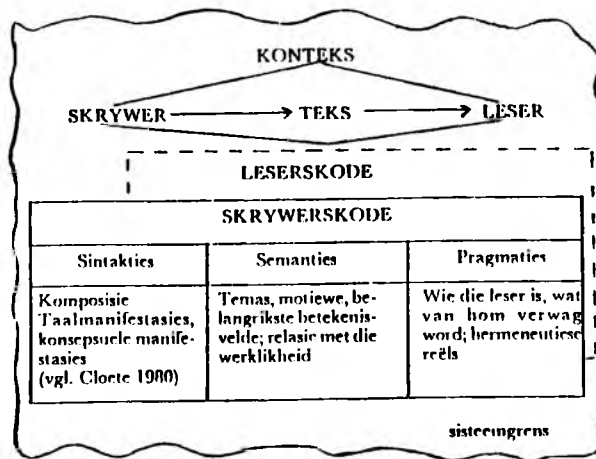 KONTEKS
SKRYWER TEKS LESER
LESERSKODE
SKRYWERSKODE
Sintakties Semanties Pragmaties
Komposisie
Taalmanifestasies,
konsepsuele manife-
stasies
(vgl. Cloete 1980)
Temas, motiewe, be-
langrikste betekenis-
velde; relasie met die
werklikheid
Wie die leser is, wat
van hom verwag
word; hermeneutiese
reëls
sisteemgrens